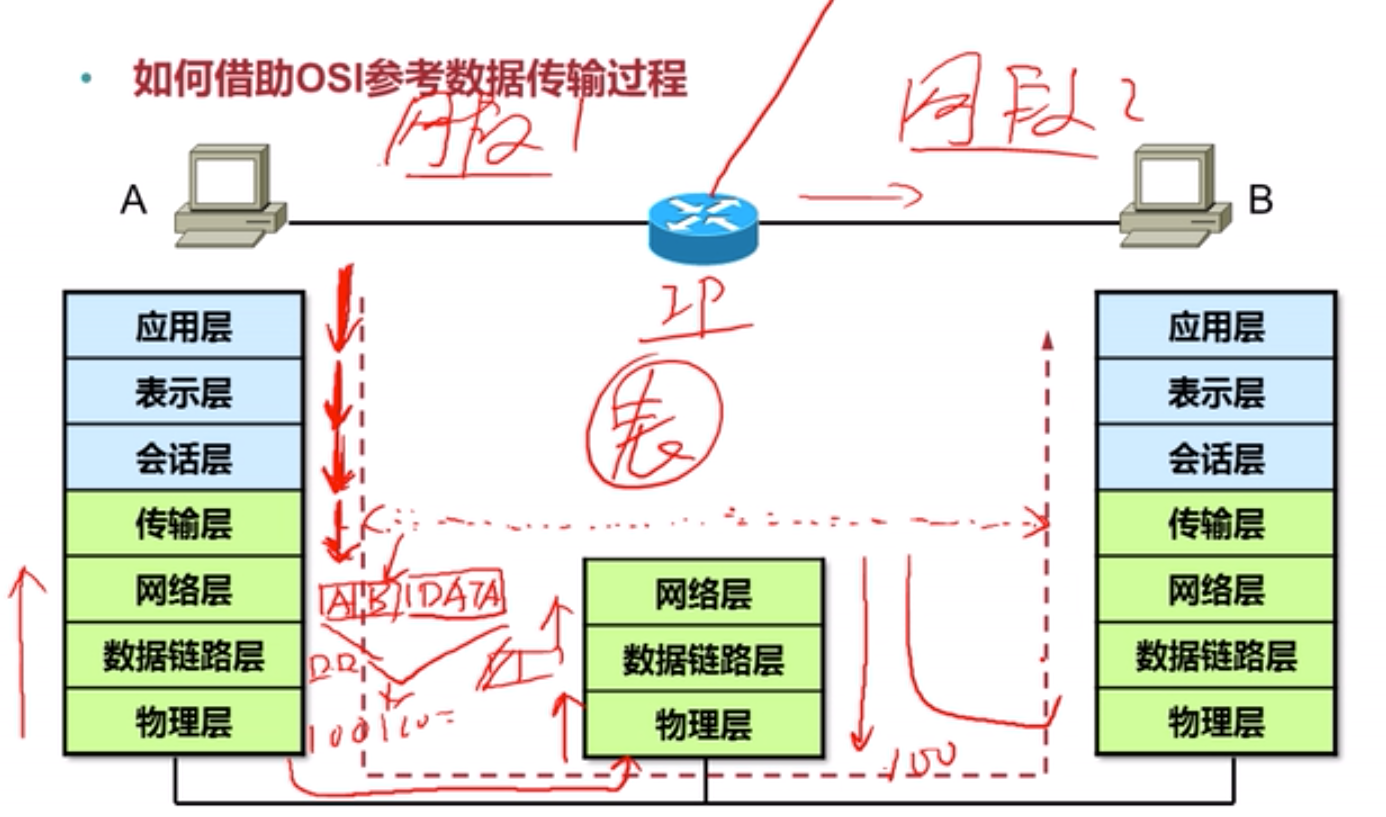 • 如何借助OSI参考数据传输过程
网段1
网段2
A
B
IP
表
应用层
表示层
会话层
传输层
网络层
数据链路层
物理层
A B DATA
100
网络层
数据链路层
物理层
应用层
表示层
会话层
传输层
网络层
数据链路层
物理层